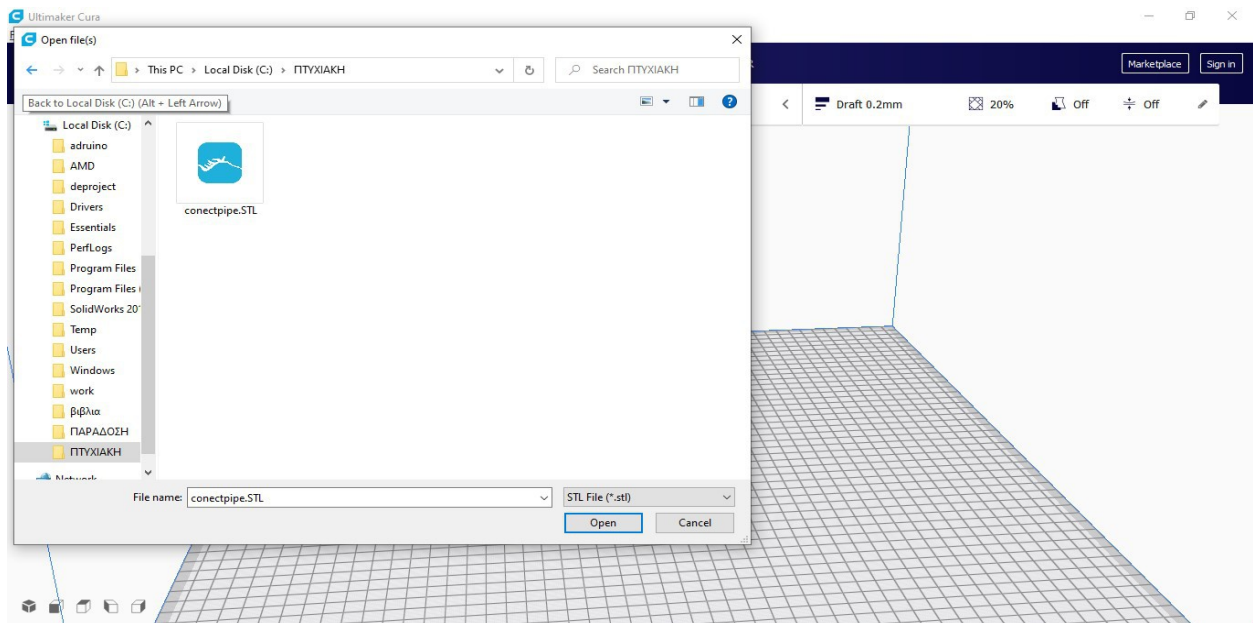 Ultimaker Cura
Open file(s)
This PC > Local Disk (C:) > ΠΤΥΧΙΑΚΗ
Search ΠΤΥΧΙΑΚΗ
Marketplace
Sign in
Back to Local Disk (C:) (Alt + Left Arrow)
Draft 0.2mm
20%
Off
Off
Local Disk (C:)
adruino
AMD
deproject
Drivers
Essentials
PerfLogs
Program Files
Program Files (
SolidWorks 20
Temp
Users
Windows
work
βιβλια
ΠΑΡΑΔΟΣΗ
ΠΤΥΧΙΑΚΗ
Network
conectpipe.STL
File name: conectpipe.STL
STL File (*.stl)
Open
Cancel